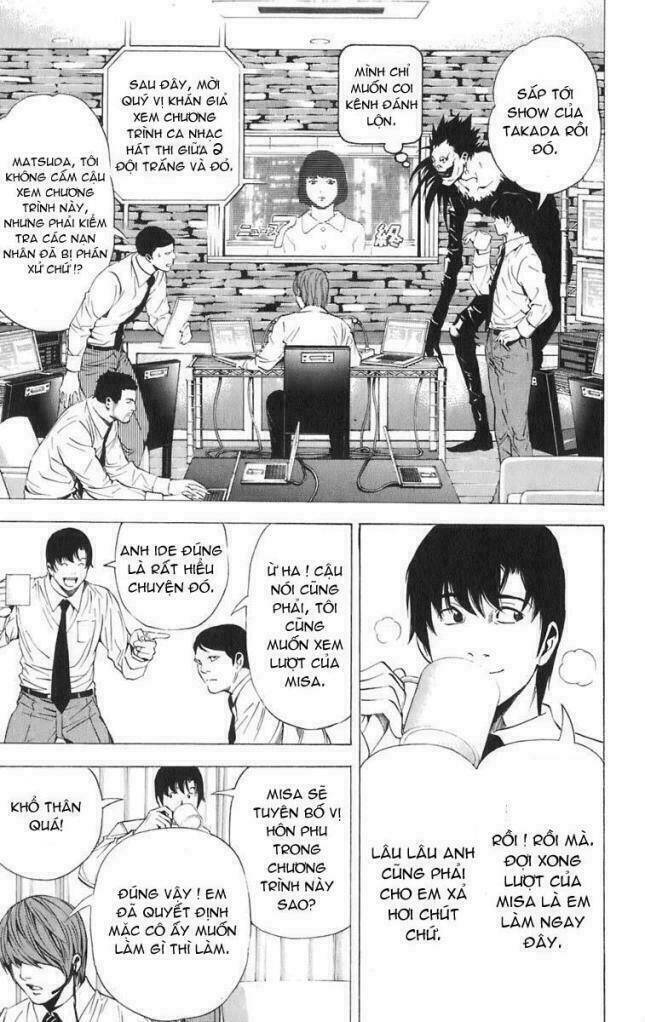 SẮP TỚI
SHOW CỦA
TAKADA RỒI
ĐÓ.
MÌNH CHỈ
MUỐN COI
KÊNH ĐÁNH
LỘN.
SAU ĐÂY, MỜI
QUÝ VỊ KHÁN GIẢ
XEM CHƯƠNG
TRÌNH CA NHẠC
HÁT THI GIỮA 2
ĐỘI TRẮNG VÀ ĐỎ.
MATSUDA, TÔI
KHÔNG CẤM CẬU
XEM CHƯƠNG
TRÌNH NÀY,
NHƯNG PHẢI KIỂM
TRA CÁC NẠN
NHÂN ĐÃ BỊ PHÁN
XỬ CHỨ !?
ニュース7 終
RỒI ! RỒI MÀ.
ĐỢI XONG
LƯỢT CỦA
MISA LÀ EM
LÀM NGAY
ĐÂY.
LÂU LÂU ANH
CŨNG PHẢI
CHO EM XẢ
HƠI CHÚT
CHỨ.
Ừ HA ! CẬU
NÓI CŨNG
PHẢI, TÔI
CŨNG
MUỐN XEM
LƯỢT CỦA
MISA.
ANH IDE ĐÚNG
LÀ RẤT HIỂU
CHUYỆN ĐÓ.
MISA SẼ
TUYÊN BỐ VỊ
HÔN PHU
TRONG
CHƯƠNG
TRÌNH NÀY
SAO?
ĐÚNG VẬY ! EM
ĐÃ QUYẾT ĐỊNH
MẶC CÔ ẤY MUỐN
LÀM GÌ THÌ LÀM.
KHỔ THÂN
QUÁ!